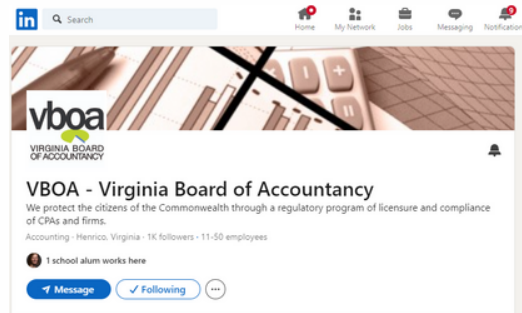 in
Search
Home
My Network
Jobs
Messaging
9
Notification
vboa
VIRGINIA BOARD
OF ACCOUNTANCY
VBOA - Virginia Board of Accountancy
We protect the citizens of the Commonwealth through a regulatory program of licensure and compliance
of CPAs and firms.
Accounting · Henrico, Virginia · 1K followers · 11-50 employees
1 school alum works here
Message
✓ Following